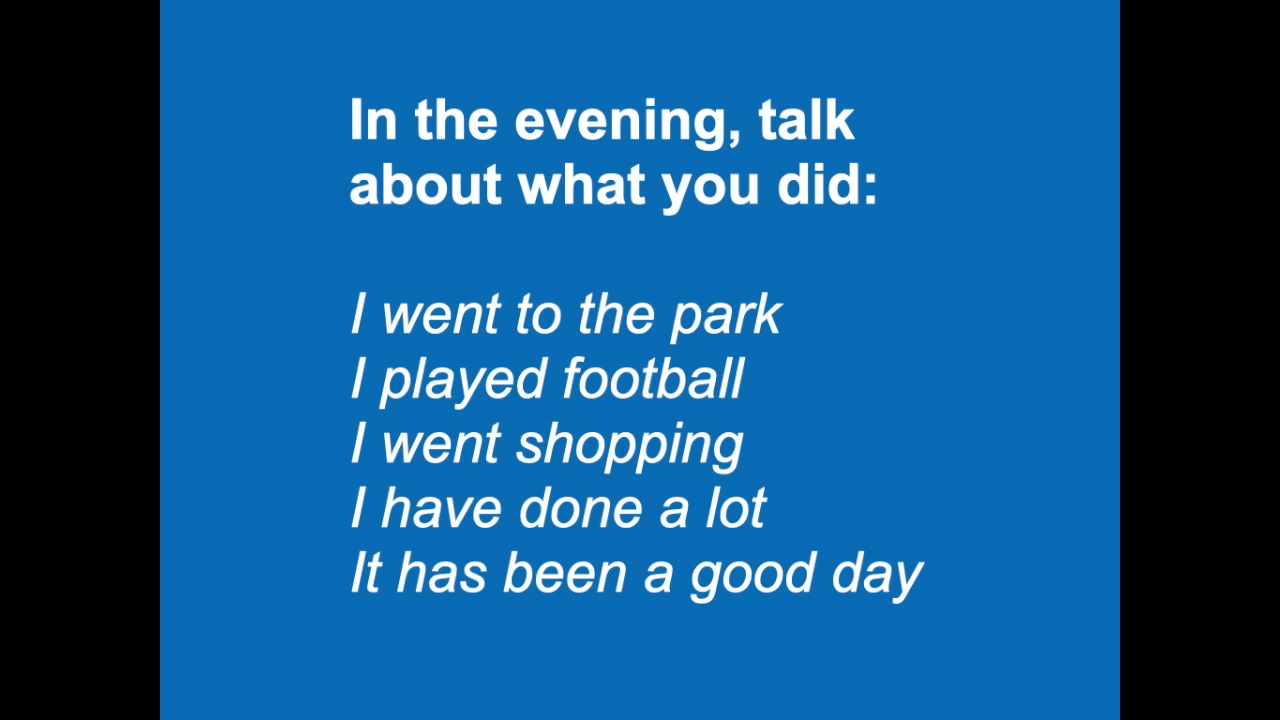 In the evening, talk
about what you did:
I went to the park
I played football
I went shopping
I have done a lot
It has been a good day